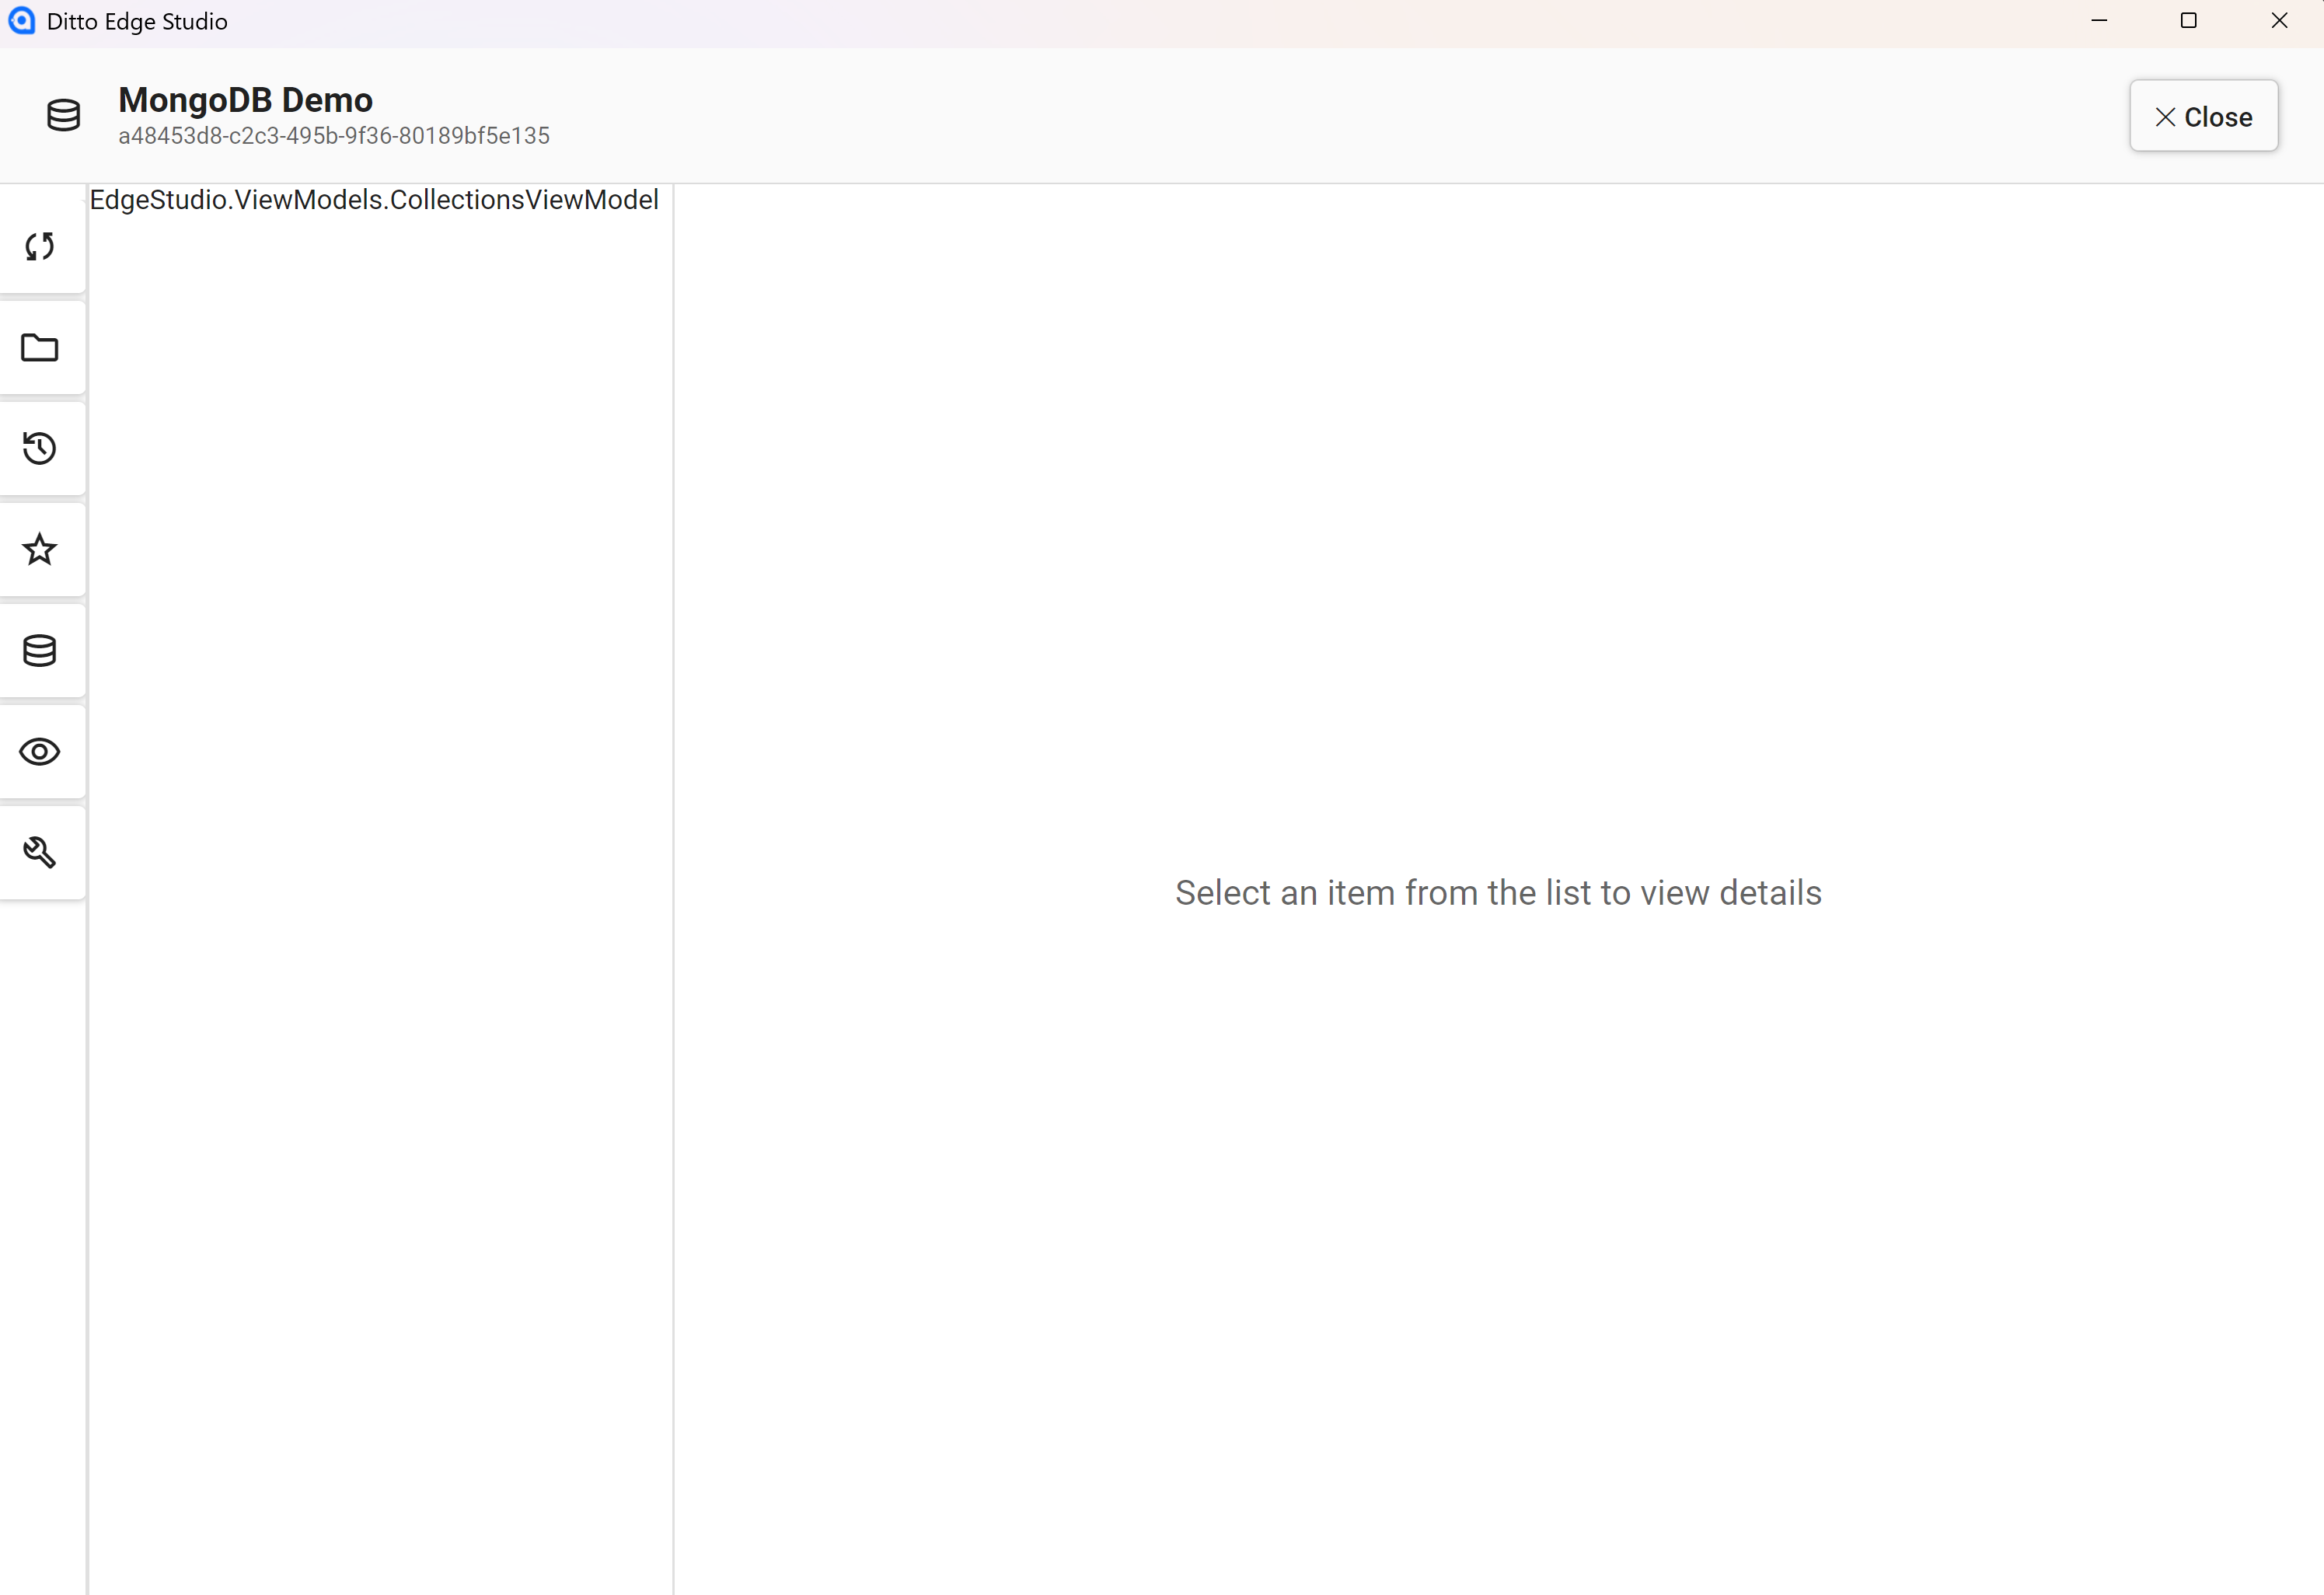 Ditto Edge Studio
MongoDB Demo
a48453d8-c2c3-495b-9f36-80189bf5e135
Close
EdgeStudio.ViewModels.CollectionsViewModel
Select an item from the list to view details